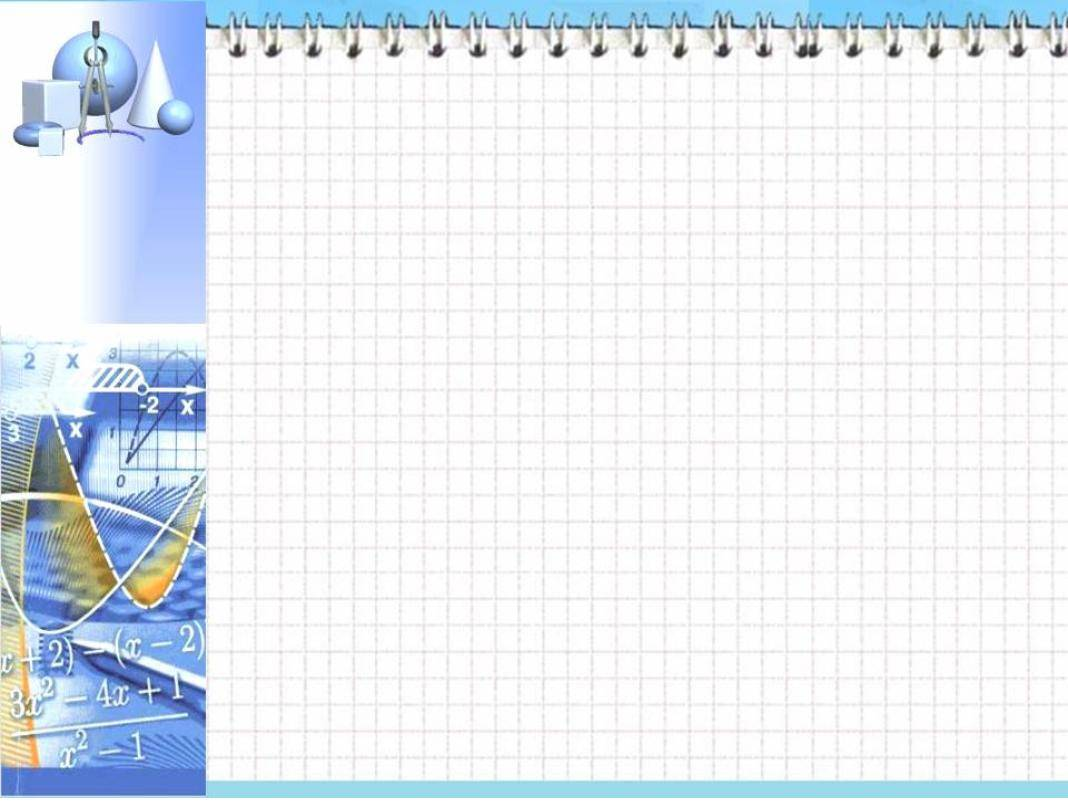 2 x 3
-2 x
3 x 1
0 1 2
x + 2) - (x - 2)
3x² - 4x + 1
x² - 1